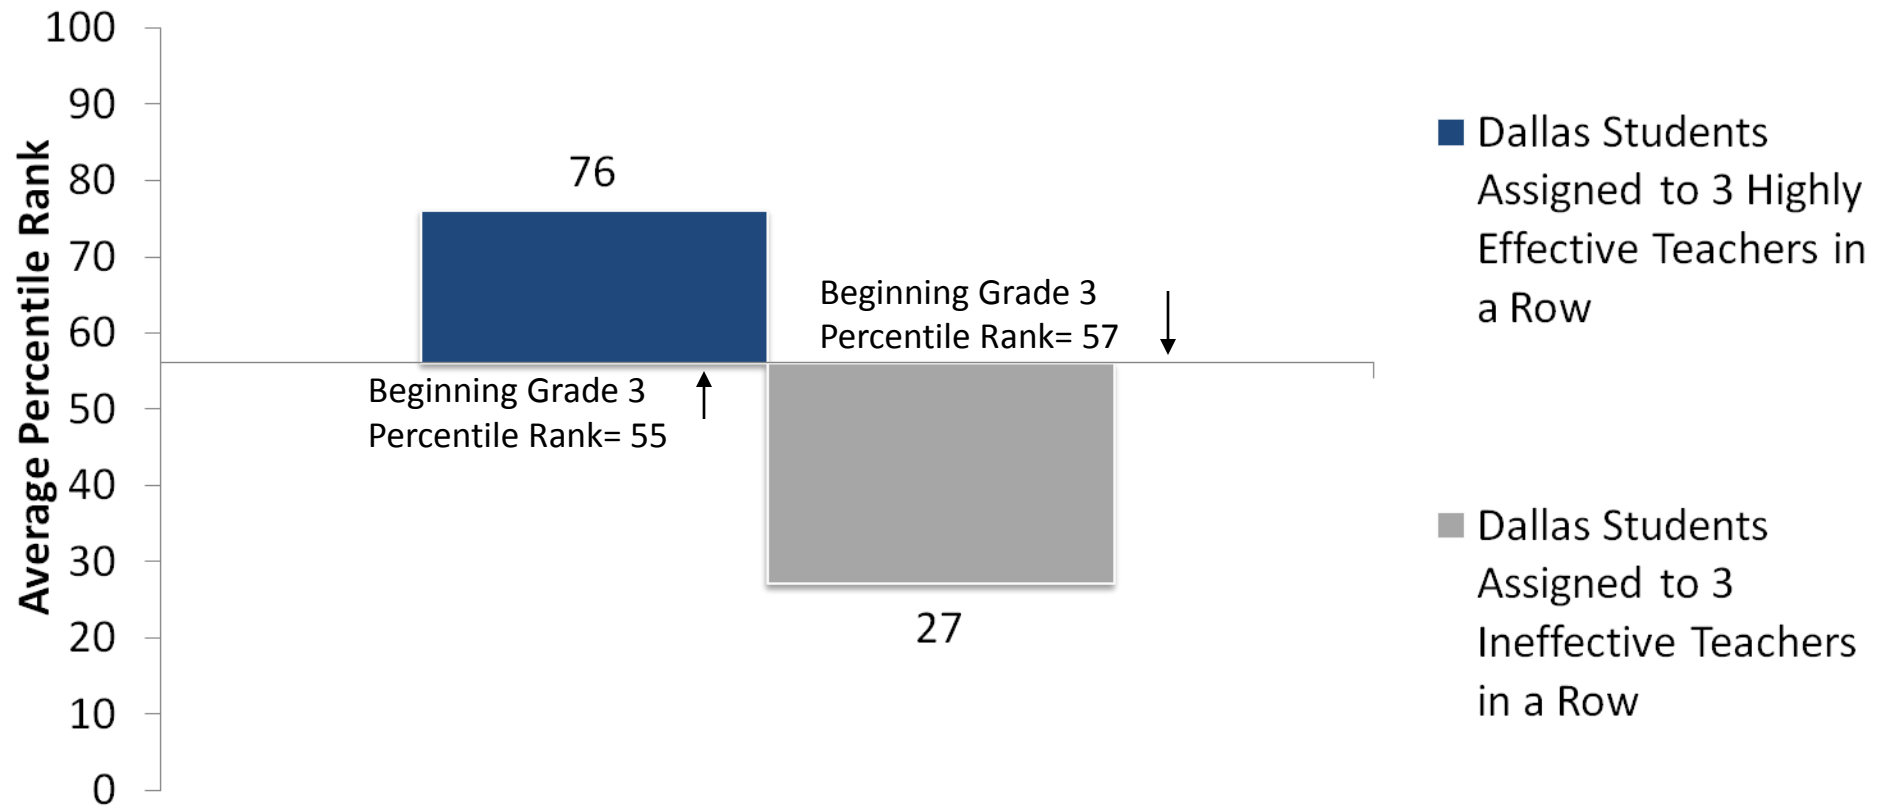 Average Percentile Rank
100
90
80
70
60
50
40
30
20
10
0
76
Beginning Grade 3
Percentile Rank= 55
Beginning Grade 3
Percentile Rank= 57
27
Dallas Students
Assigned to 3 Highly
Effective Teachers in
a Row
Dallas Students
Assigned to 3
Ineffective Teachers
in a Row